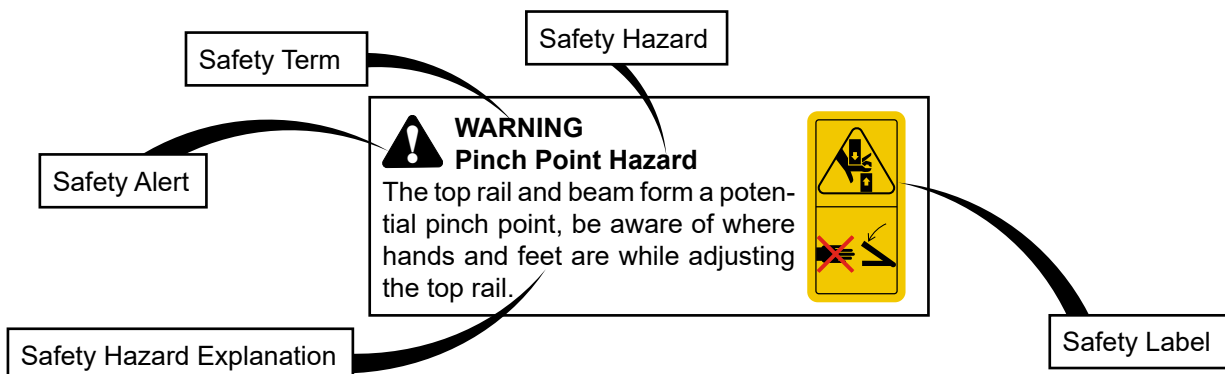 Safety Hazard
Safety Term
WARNING
Pinch Point Hazard
Safety Alert
The top rail and beam form a poten-
tial pinch point, be aware of where
hands and feet are while adjusting
the top rail.
Safety Hazard Explanation
Safety Label